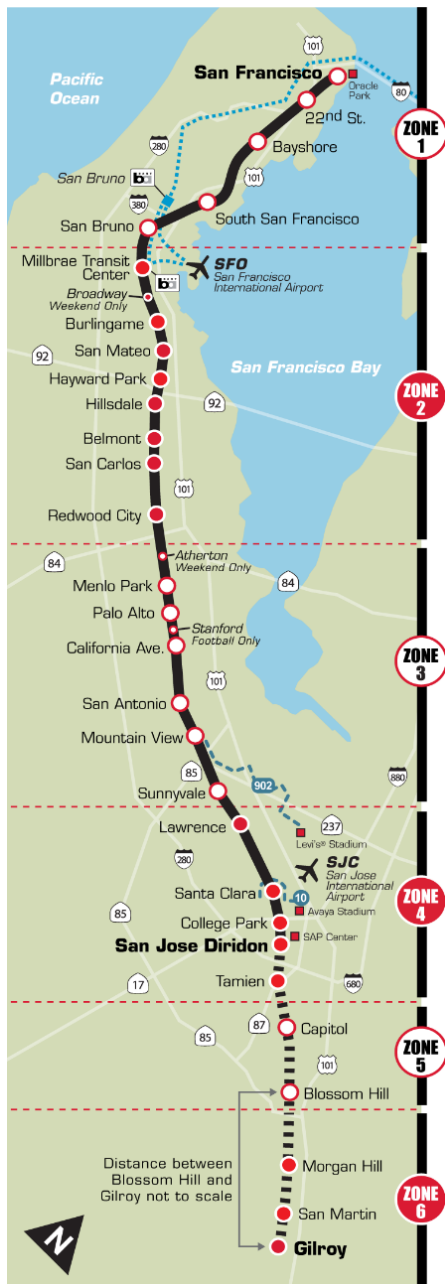 101
Pacific
Ocean
San Francisco
Oracle
Park
80
22nd St.
ZONE
1
280
Bayshore
San Bruno
ba
101
380
South San Francisco
San Bruno
Millbrae Transit
Center
ba
SFO
San Francisco
International Airport
Broadway
Weekend Only
Burlingame
92
San Mateo
San Francisco Bay
Hayward Park
ZONE
2
Hillsdale
92
Belmont
San Carlos
101
Redwood City
84
Atherton
Weekend Only
84
Menlo Park
Palo Alto
Stanford
Football Only
California Ave.
ZONE
3
101
San Antonio
Mountain View
85
902
880
Sunnyvale
Lawrence
237
Levi's® Stadium
280
SJC
San Jose
International
Airport
Santa Clara
10
Avaya Stadium
ZONE
4
85
College Park
SAP Center
San Jose Diridon
Tamien
17
680
87
Capitol
85
ZONE
5
101
Blossom Hill
Distance between
Blossom Hill and
Gilroy not to scale
Morgan Hill
ZONE
6
San Martin
N
Gilroy